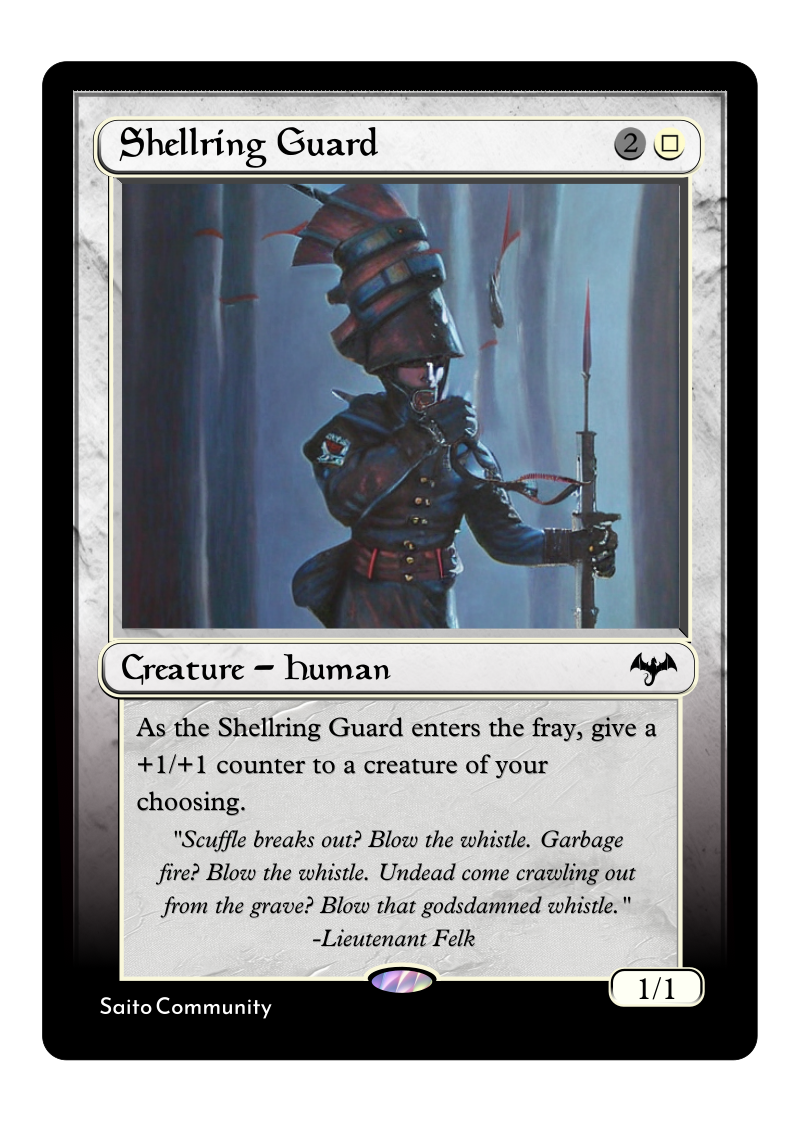 Shellring Guard 2
Creature – Human
As the Shellring Guard enters the fray, give a
+1/+1 counter to a creature of your
choosing.
"Scuffle breaks out? Blow the whistle. Garbage
fire? Blow the whistle. Undead come crawling out
from the grave? Blow that godsdamned whistle."
-Lieutenant Felk
1/1
Saito Community